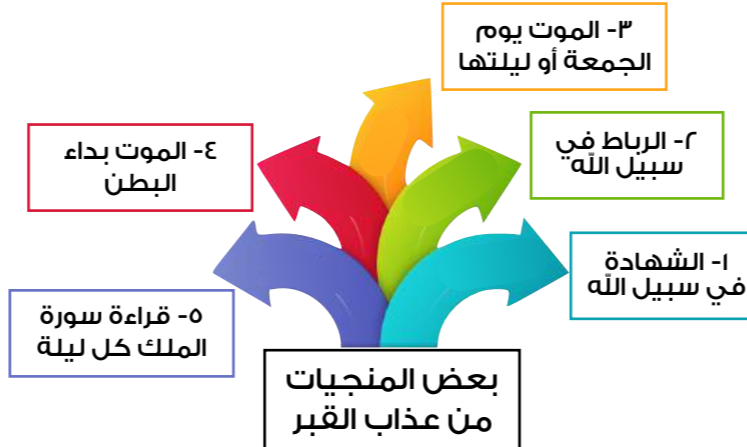 بعض المنجيات
من عذاب القبر
١- الشهادة
في سبيل الله
٢- الرباط في
سبيل الله
٣- الموت يوم
الجمعة أو ليلتها
٤- الموت بداء
البطن
٥- قراءة سورة
الملك كل ليلة